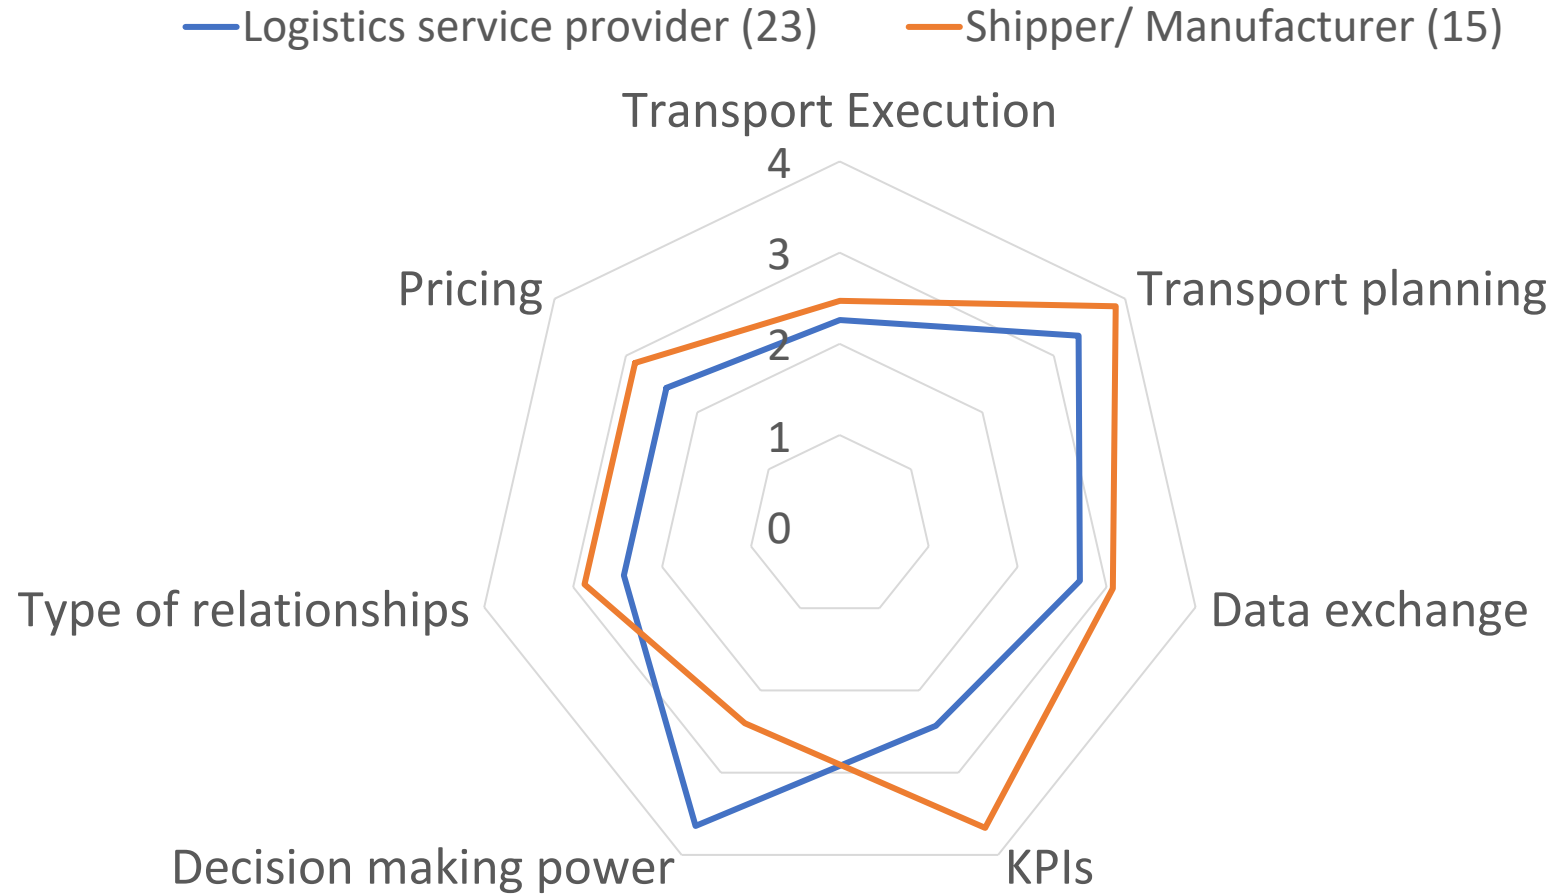 Logistics service provider (23) Shipper/ Manufacturer (15)
Transport Execution
4
3
Pricing
Transport planning
2
1
0
Type of relationships
Data exchange
Decision making power
KPIs